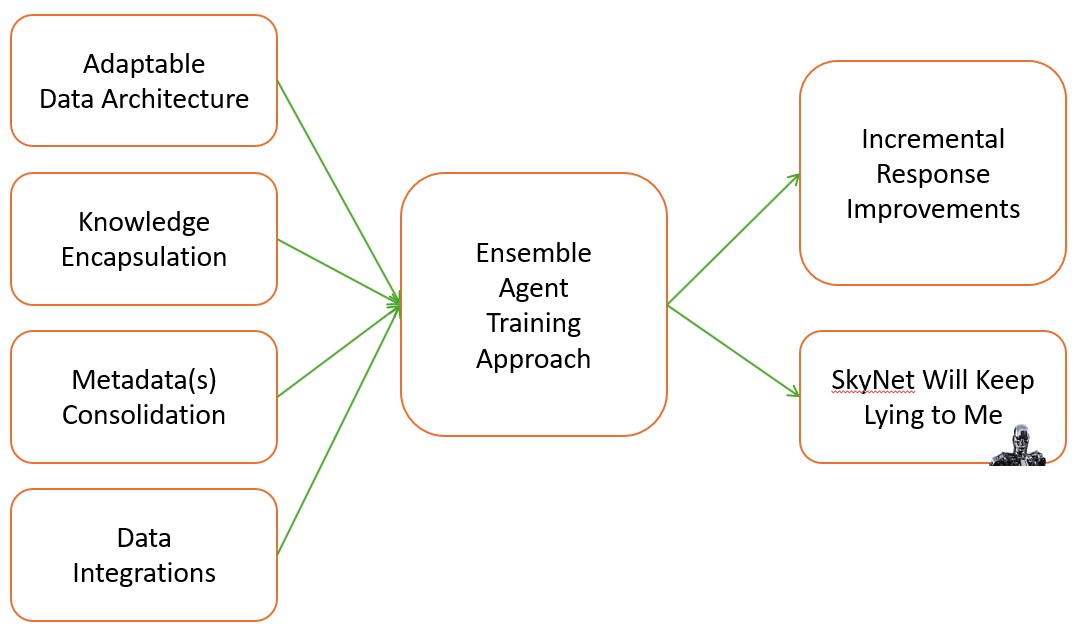 Adaptable
Data Architecture
Knowledge
Encapsulation
Metadata(s)
Consolidation
Data
Integrations
Ensemble
Agent
Training
Approach
Incremental
Response
Improvements
SkyNet Will Keep
Lying to Me